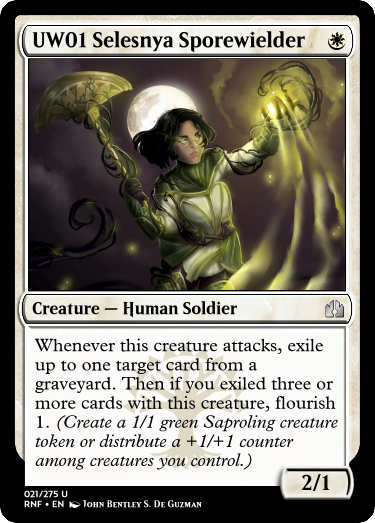 UW01 Selesnya Sporewielder
Creature — Human Soldier
Whenever this creature attacks, exile
up to one target card from a
graveyard. Then if you exiled three or
more cards with this creature, flourish
1. (Create a 1/1 green Saproling creature
token or distribute a +1/+1 counter
among creatures you control.)
2/1
021/275 U
RNF • EN John Bentley S. De Guzman